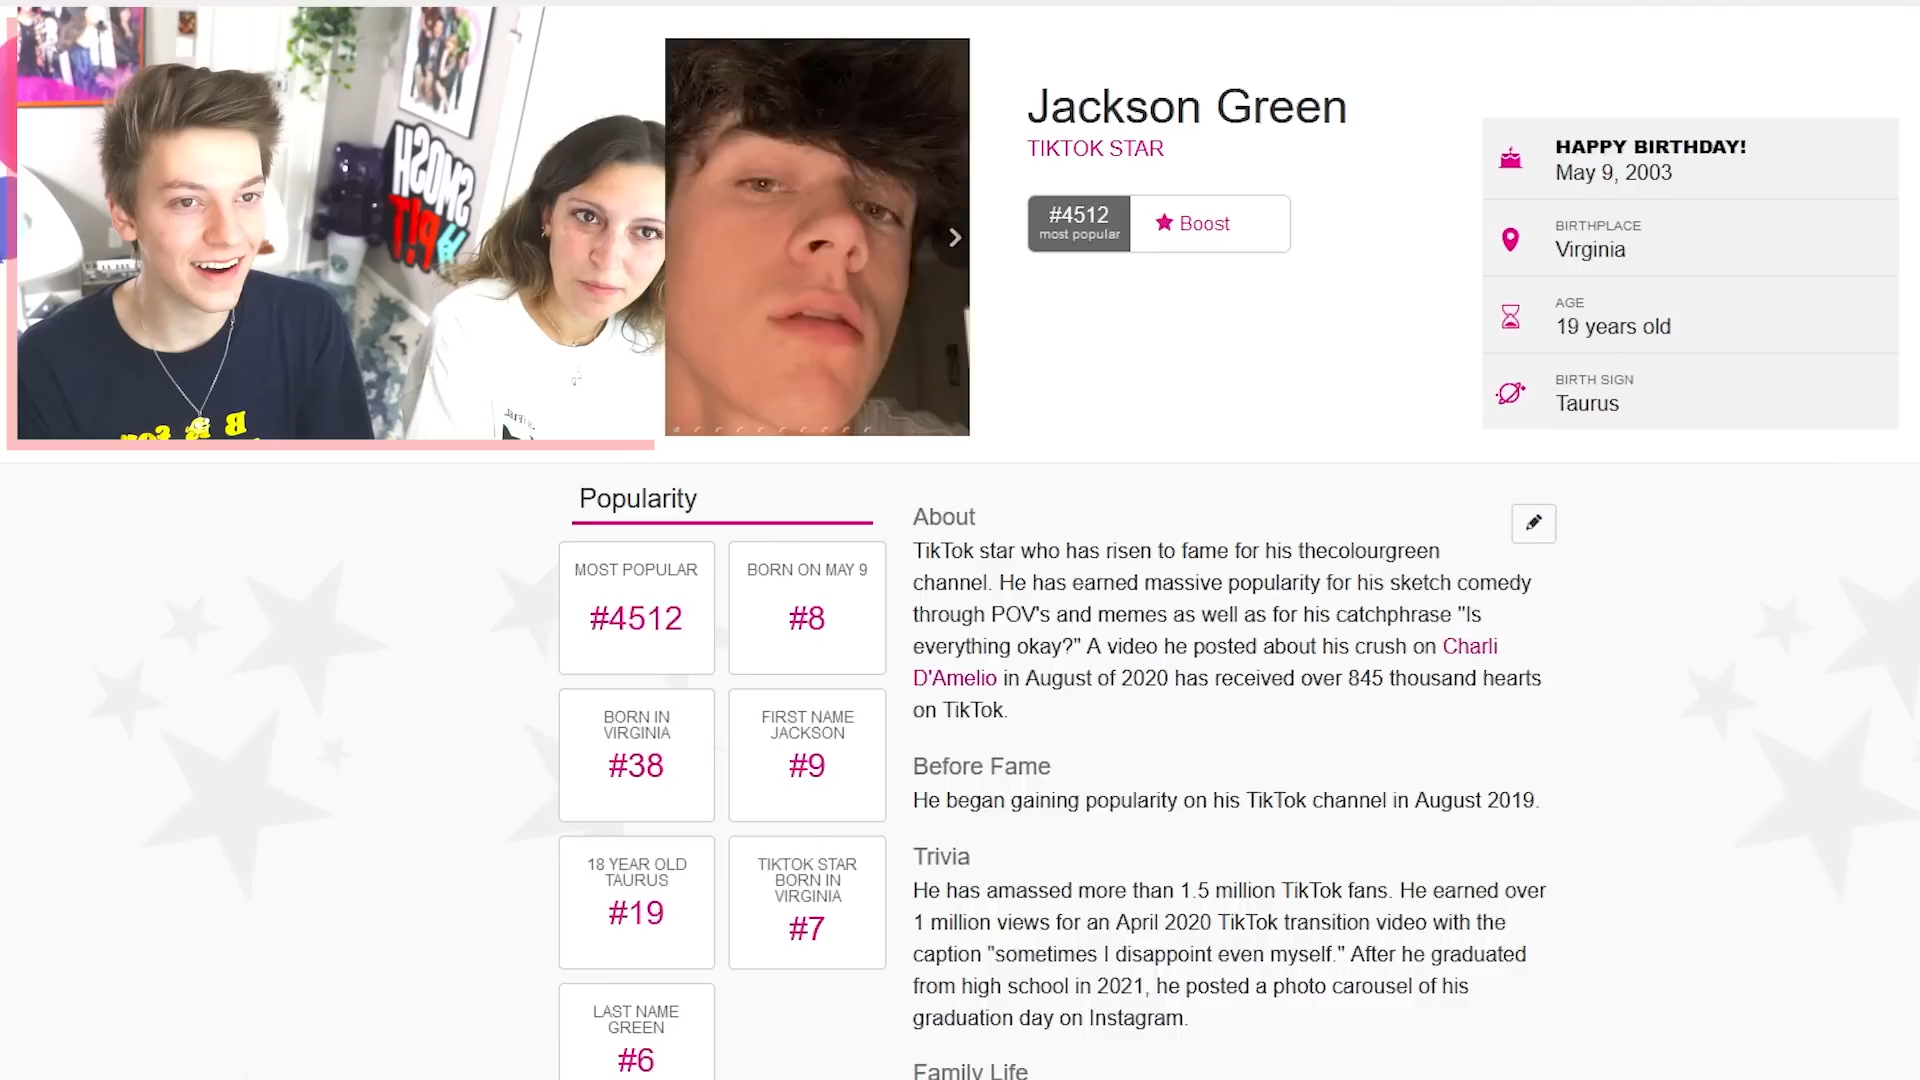 SMOSH
PIT
B
for
Jackson Green
TIKTOK STAR
#4512
most popular
Boost
HAPPY BIRTHDAY!
May 9, 2003
BIRTHPLACE
Virginia
AGE
19 years old
BIRTH SIGN
Taurus
Popularity
MOST POPULAR
#4512
BORN ON MAY 9
#8
BORN IN
VIRGINIA
#38
FIRST NAME
JACKSON
#9
18 YEAR OLD
TAURUS
#19
TIKTOK STAR
BORN IN
VIRGINIA
#7
LAST NAME
GREEN
#6
About
TikTok star who has risen to fame for his thecolourgreen
channel. He has earned massive popularity for his sketch comedy
through POV's and memes as well as for his catchphrase "Is
everything okay?" A video he posted about his crush on Charli
D'Amelio in August of 2020 has received over 845 thousand hearts
on TikTok.
Before Fame
He began gaining popularity on his TikTok channel in August 2019.
Trivia
He has amassed more than 1.5 million TikTok fans. He earned over
1 million views for an April 2020 TikTok transition video with the
caption "sometimes I disappoint even myself." After he graduated
from high school in 2021, he posted a photo carousel of his
graduation day on Instagram.
Family Life